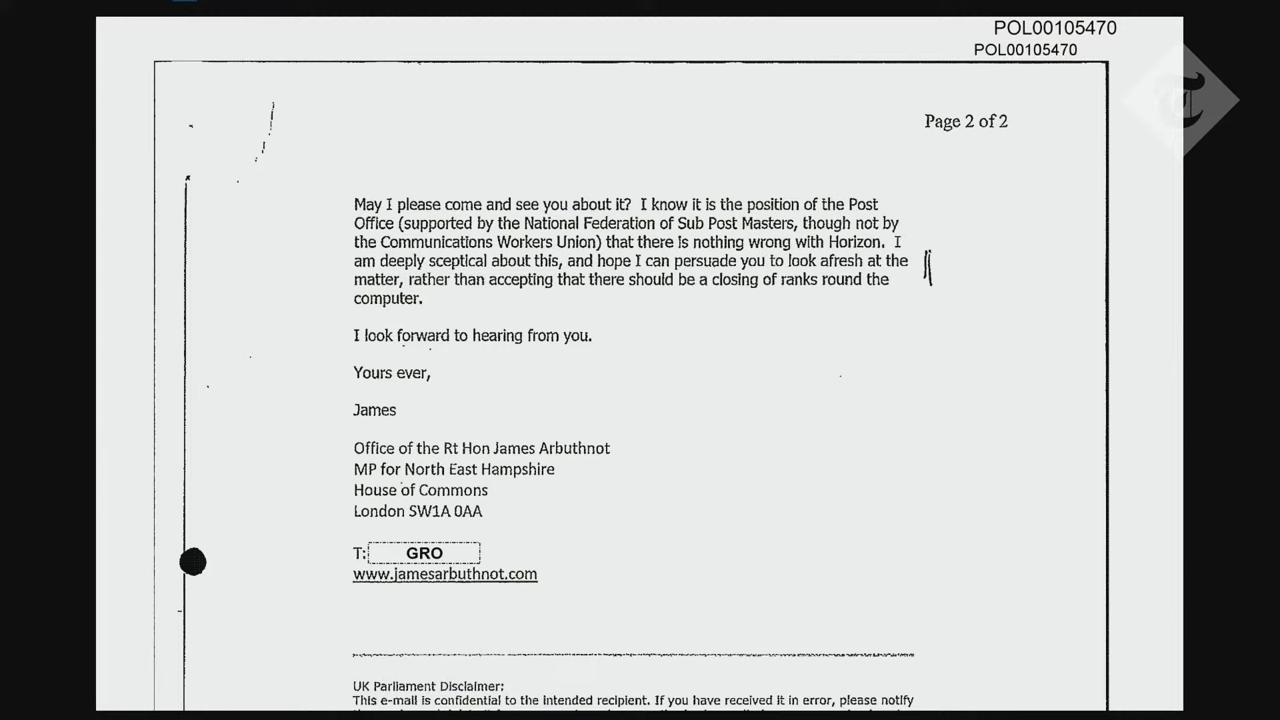 POL00105470
POL00105470
Page 2 of 2
May I please come and see you about it? I know it is the position of the Post
Office (supported by the National Federation of Sub Post Masters, though not by
the Communications Workers Union) that there is nothing wrong with Horizon. I
am deeply sceptical about this, and hope I can persuade you to look afresh at the
matter, rather than accepting that there should be a closing of ranks round the
computer.
I look forward to hearing from you.
Yours ever,
James
Office of the Rt Hon James Arbuthnot
MP for North East Hampshire
House of Commons
London SW1A 0AA
T: GRO
www.jamesarbuthnot.com
UK Parliament Disclaimer:
This e-mail is confidential to the intended recipient. If you have received it in error, please notify